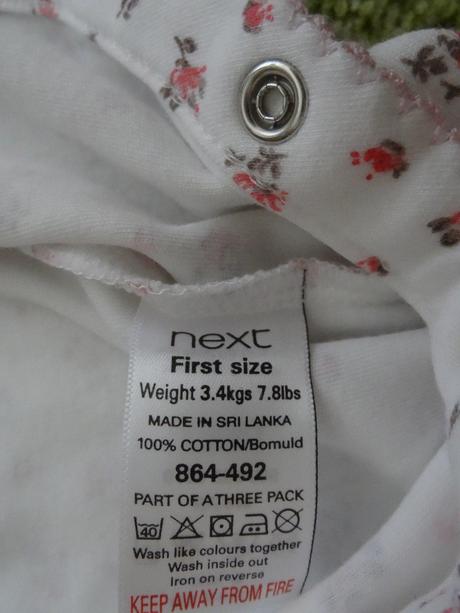 next
First size
Weight 3.4kgs 7.8lbs
MADE IN SRI LANKA
100% COTTON/Bomuld
864-492
PART OF A THREE PACK
40
Wash like colours together
Wash inside out
Iron on reverse
KEEP AWAY FROM FIRE